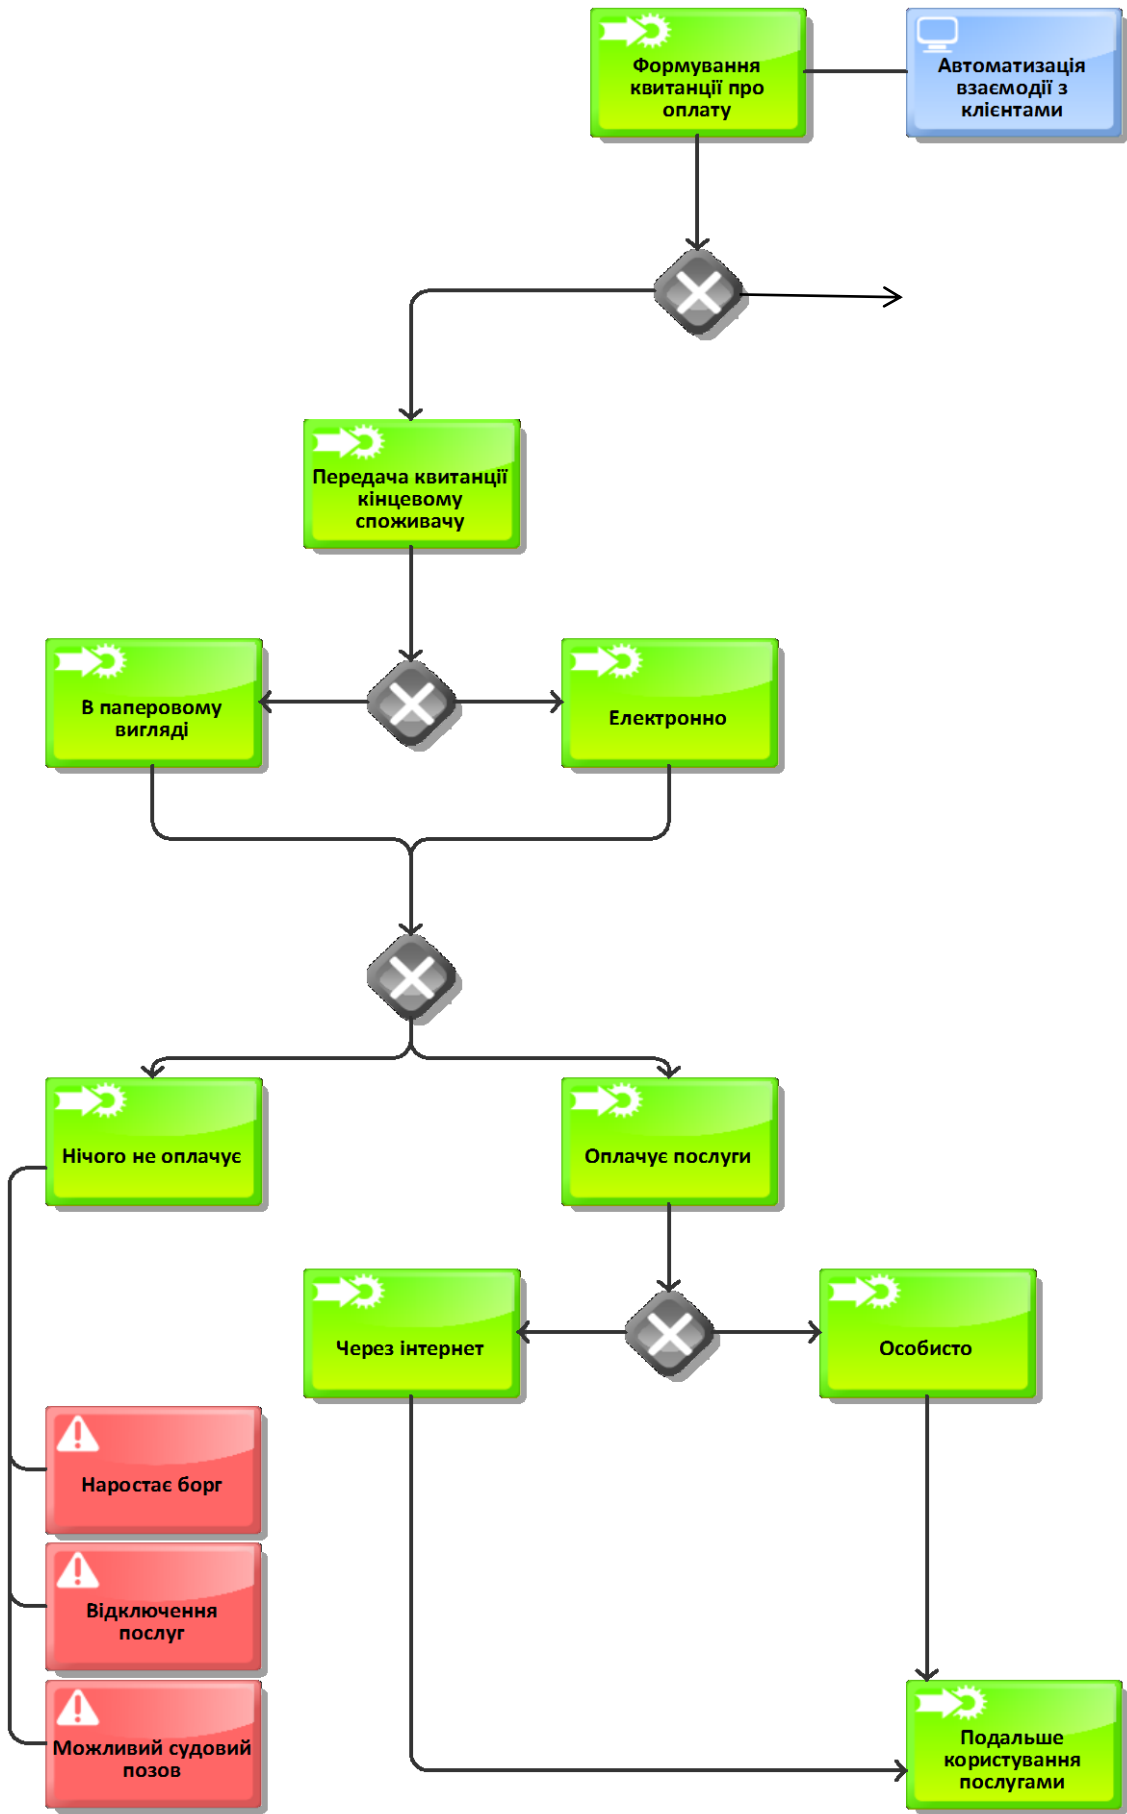 Формування
квитанції про
оплату
Автоматизація
взаємодії з
клієнтами
Передача квитанції
кінцевому
споживачу
В паперовому
вигляді
Електронно
Нічого не оплачує
Оплачує послуги
Через інтернет
Особисто
Наростає борг
Відключення
послуг
Можливий судовий
позов
Подальше
користування
послугами